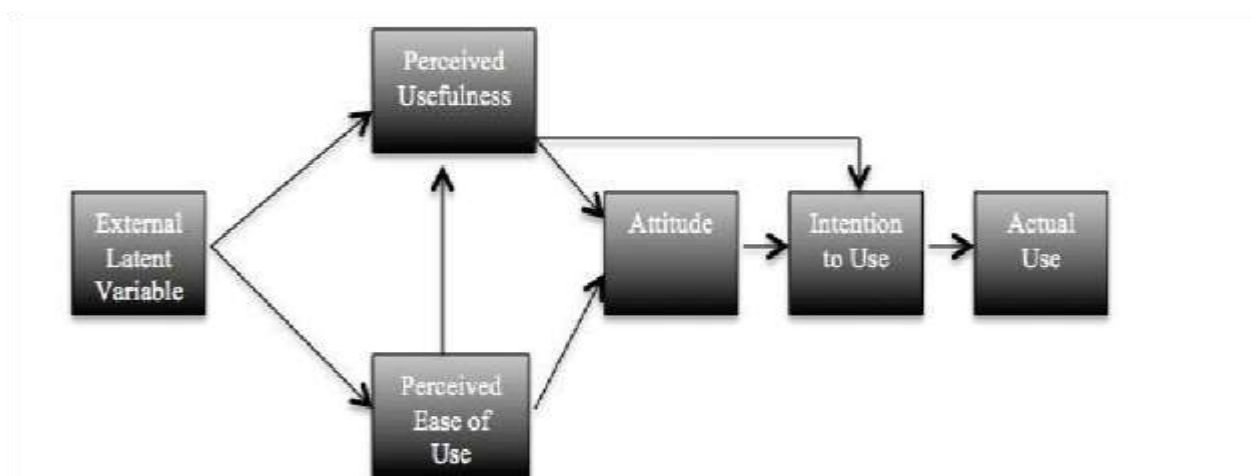 Perceived
Usefulness
External
Latent
Variable
Attitude
Intention
to Use
Actual
Use
Perceived
Ease of
Use